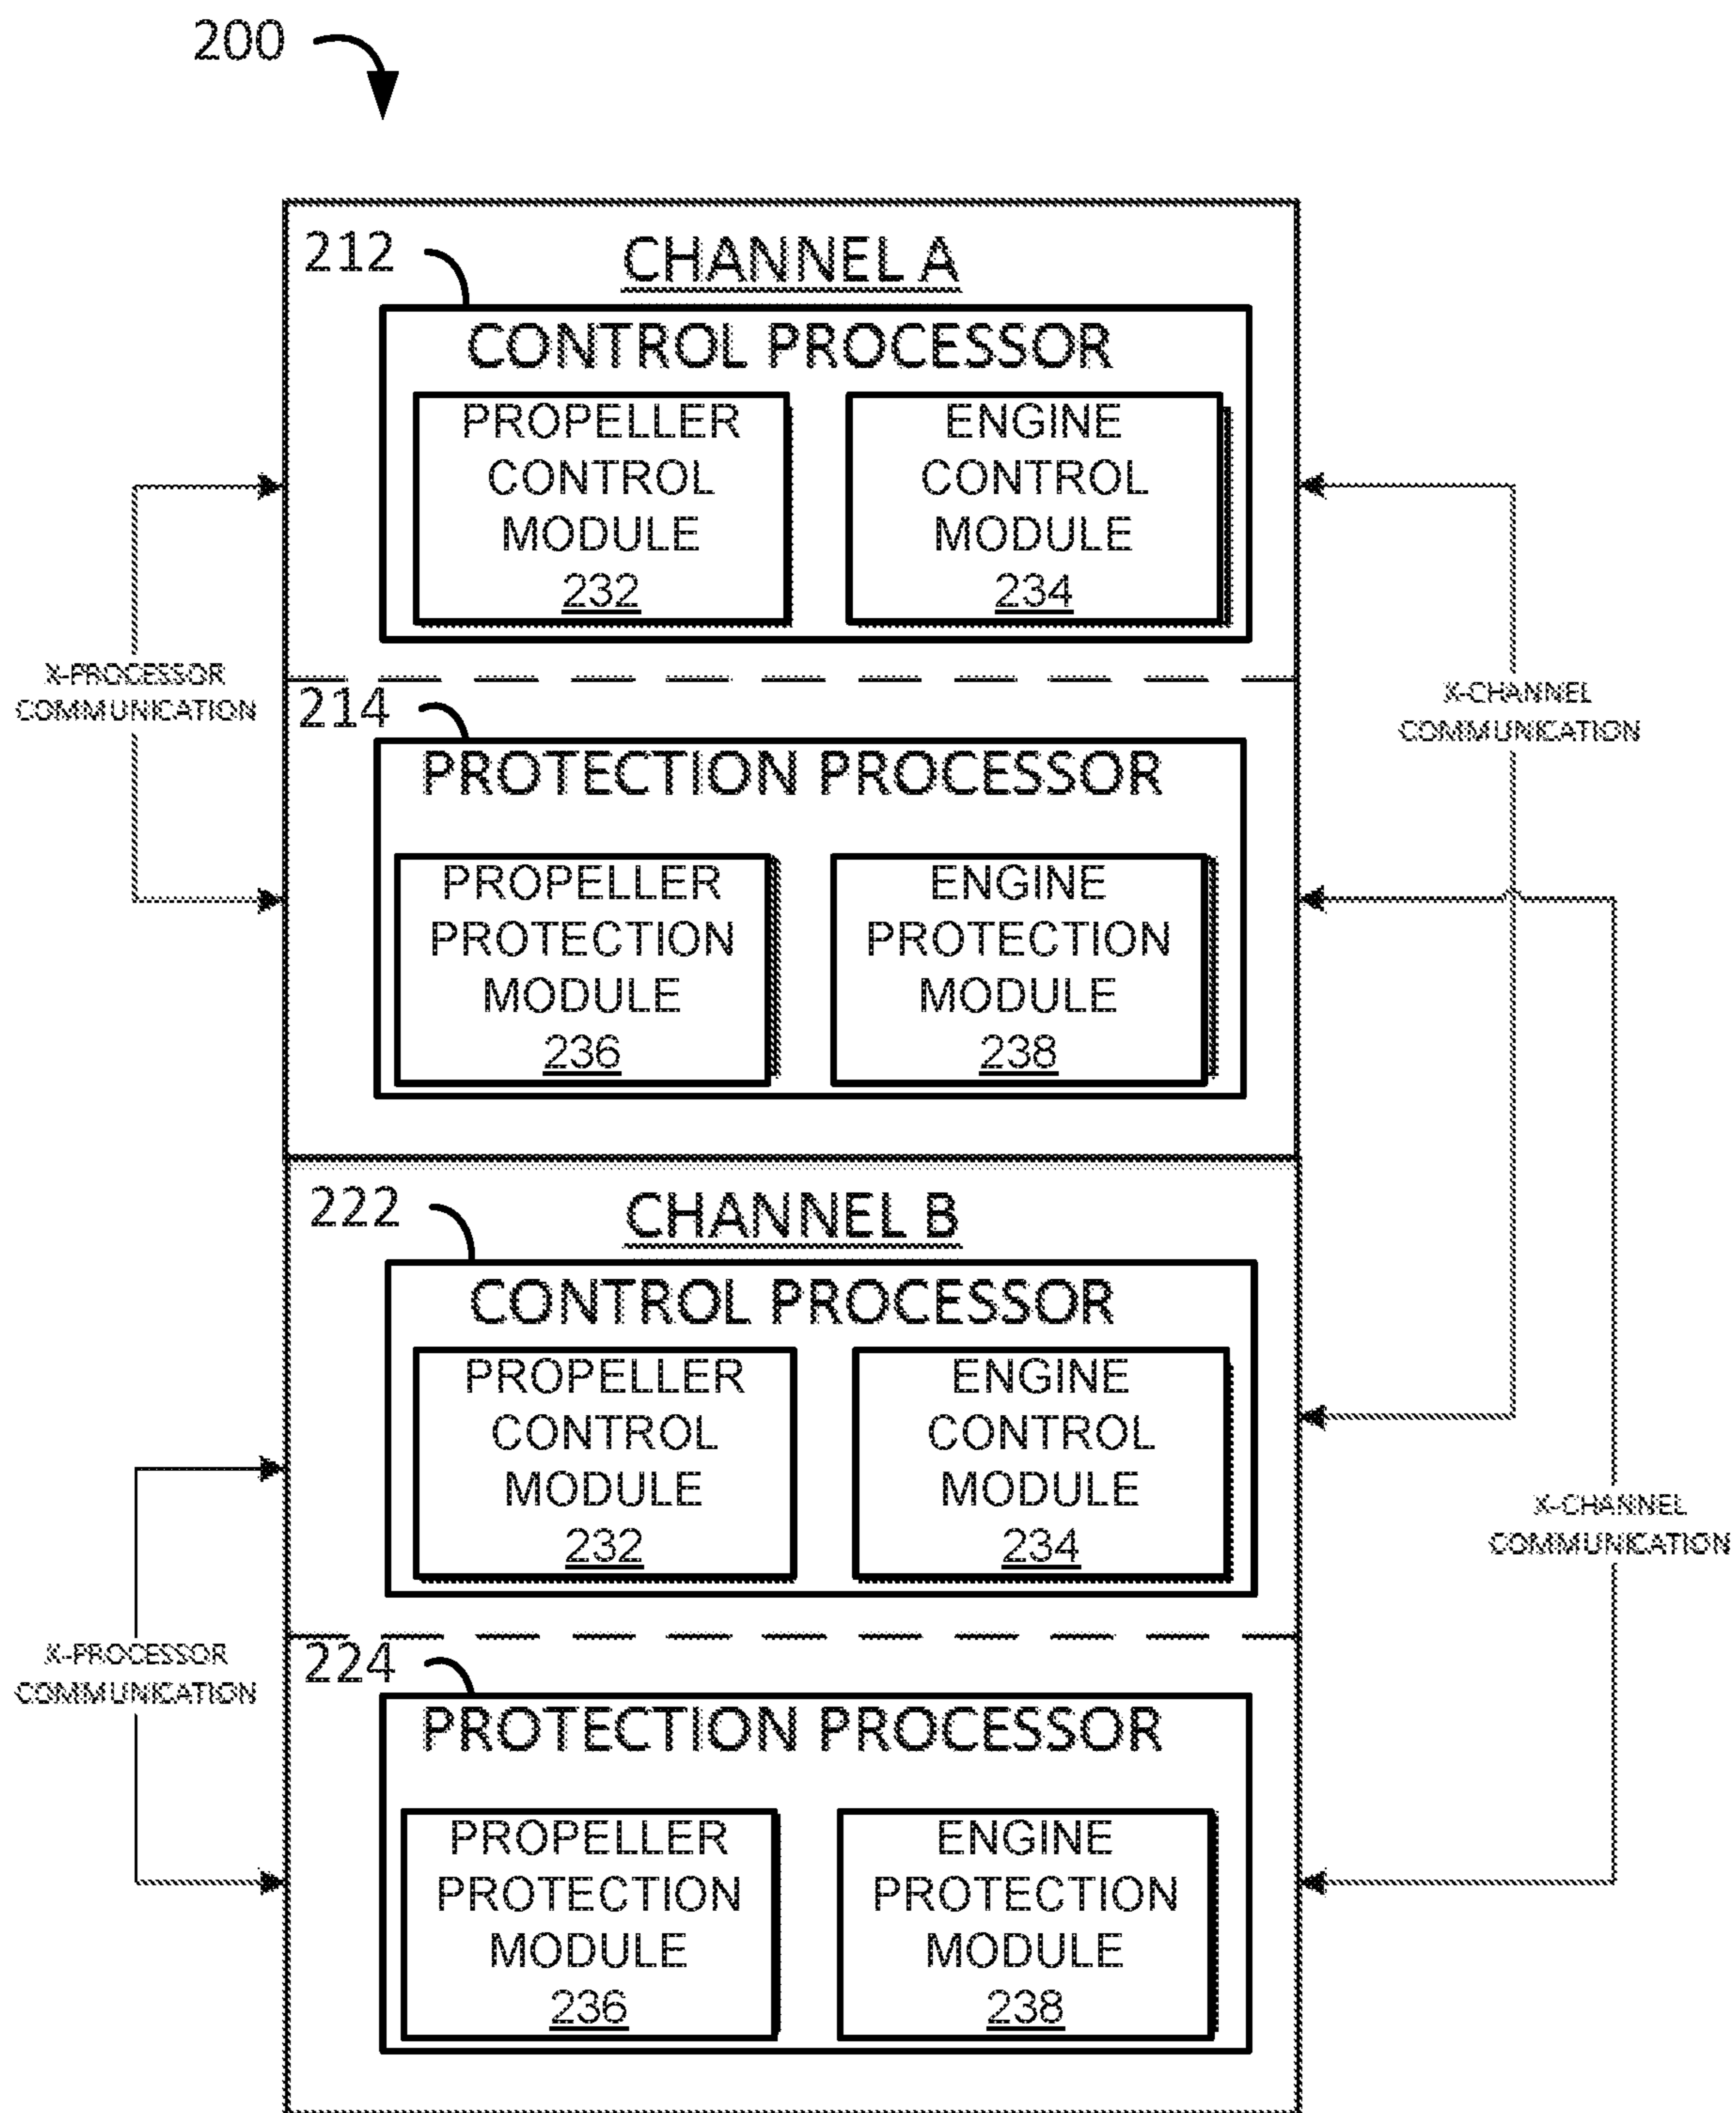 200
212
CHANNEL A
CONTROL PROCESSOR
PROPELLER
CONTROL
MODULE
232
ENGINE
CONTROL
MODULE
234
X-PROCESSOR
COMMUNICATION
X-CHANNEL
COMMUNICATION
214
PROTECTION PROCESSOR
PROPELLER
PROTECTION
MODULE
236
ENGINE
PROTECTION
MODULE
238
222
CHANNEL B
CONTROL PROCESSOR
PROPELLER
CONTROL
MODULE
232
ENGINE
CONTROL
MODULE
234
X-CHANNEL
COMMUNICATION
X-PROCESSOR
COMMUNICATION
224
PROTECTION PROCESSOR
PROPELLER
PROTECTION
MODULE
236
ENGINE
PROTECTION
MODULE
238